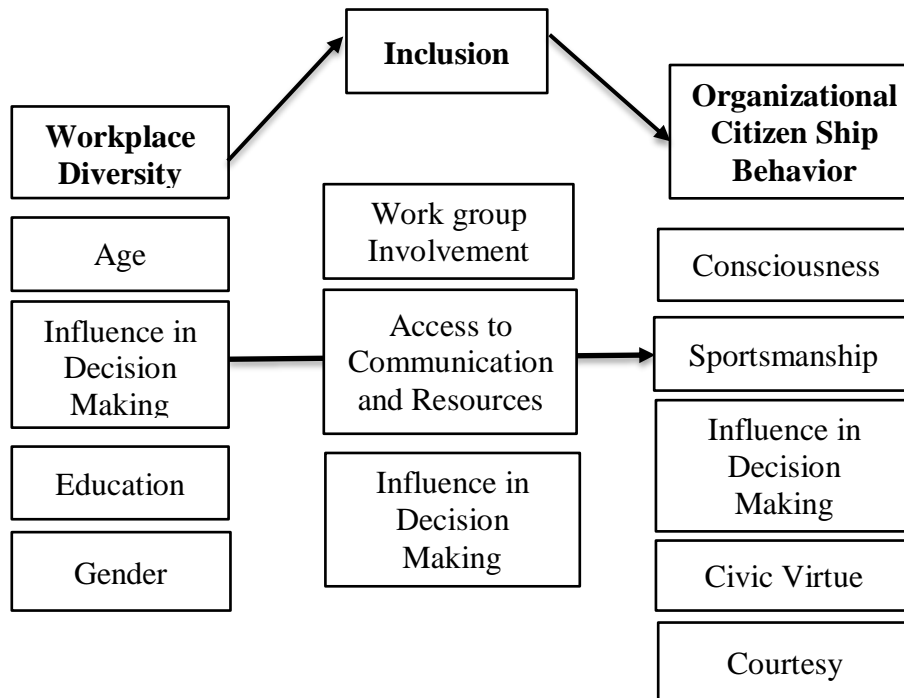 Inclusion
Organizational
Citizen Ship
Behavior
Workplace
Diversity
Work group
Involvement
Age
Consciousness
Influence in
Decision
Making
Access to
Communication
and Resources
Sportsmanship
Influence in
Decision
Making
Education
Influence in
Decision
Making
Gender
Civic Virtue
Courtesy